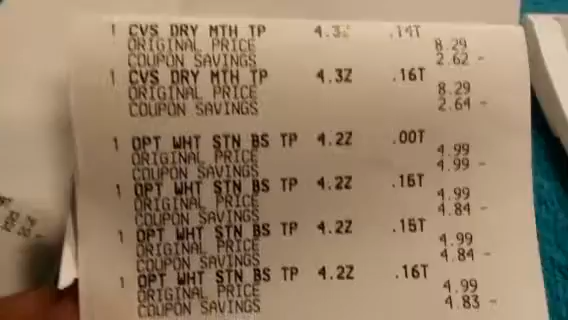 1 CVS DRY MTH TP 4.3Z .14T
ORIGINAL PRICE 8.29
COUPON SAVINGS 2.62 -
1 CVS DRY MTH TP 4.3Z .16T
ORIGINAL PRICE 8.29
COUPON SAVINGS 2.64 -
1 OPT WHT STN BS TP 4.2Z .00T
ORIGINAL PRICE 4.99
COUPON SAVINGS 4.99 -
1 OPT WHT STN BS TP 4.2Z .15T
ORIGINAL PRICE 4.99
COUPON SAVINGS 4.84 -
1 OPT WHT STN BS TP 4.2Z .15T
ORIGINAL PRICE 4.99
COUPON SAVINGS 4.84 -
1 OPT WHT STN BS TP 4.2Z .16T
ORIGINAL PRICE 4.99
COUPON SAVINGS 4.83 -